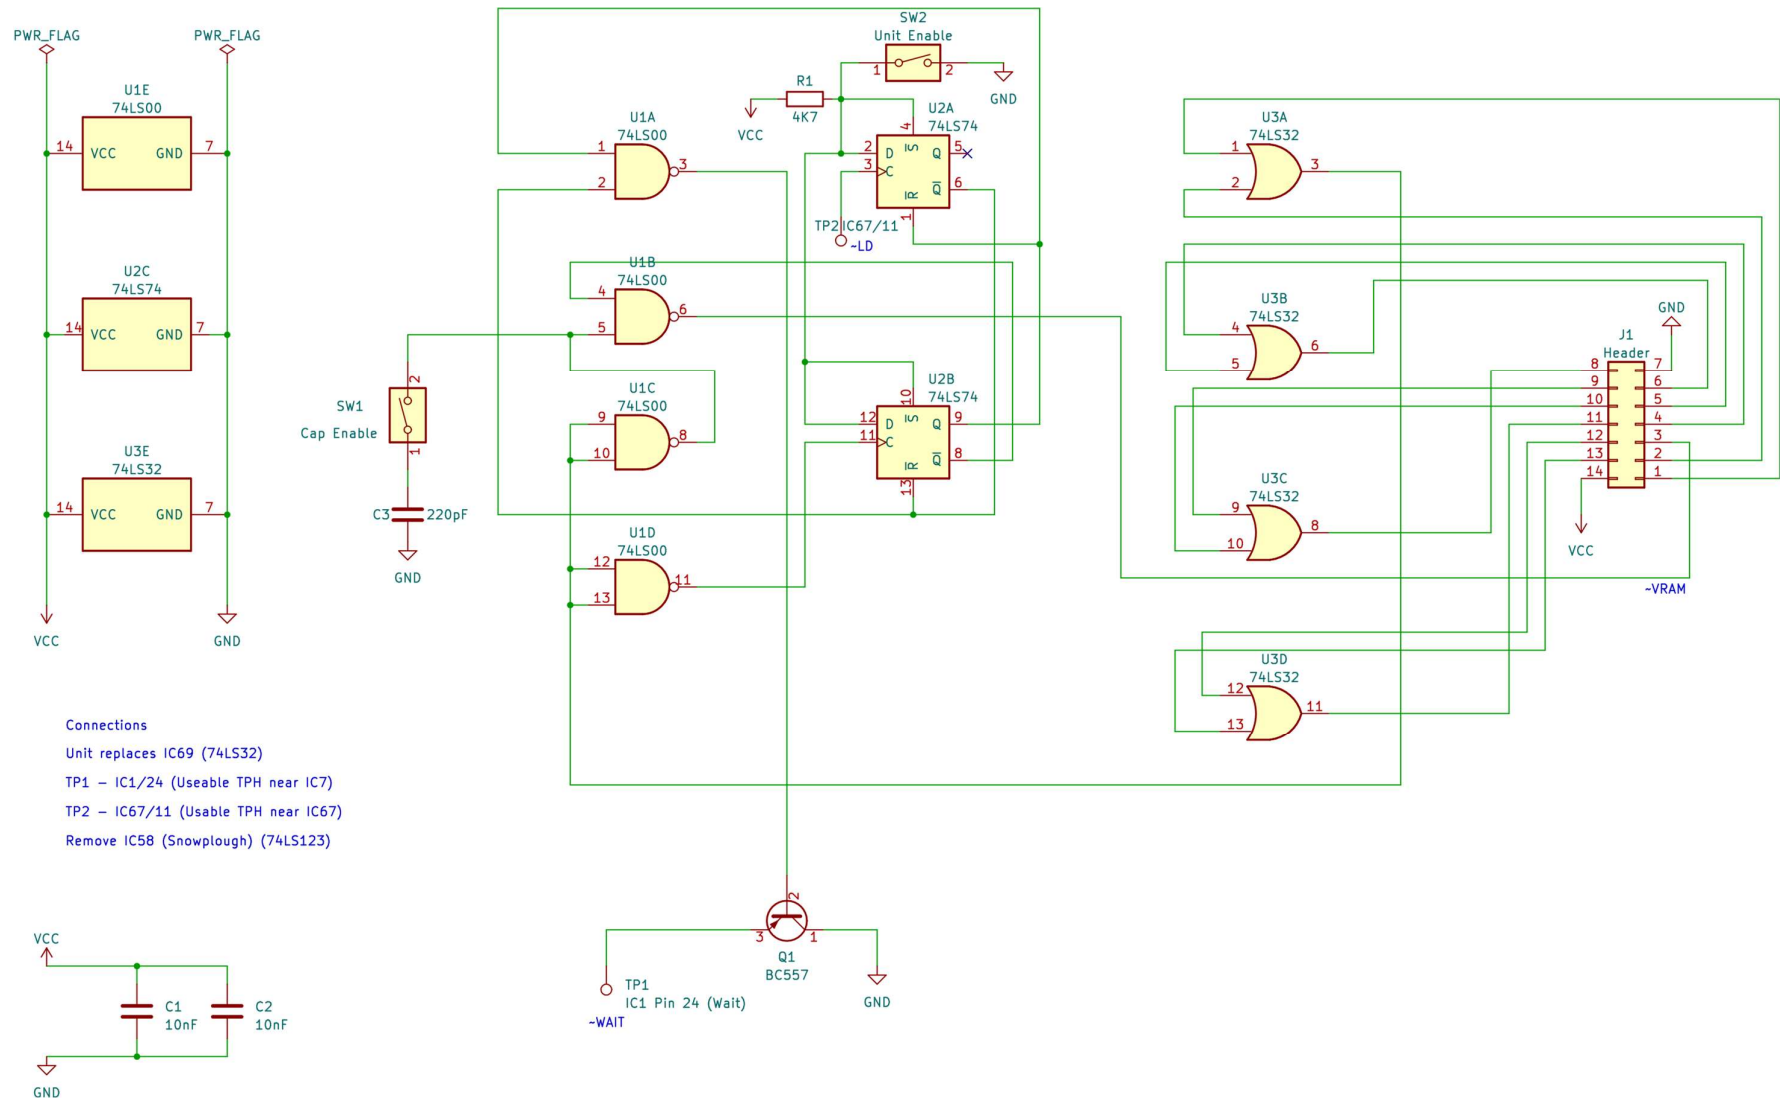 PWR_FLAG
PWR_FLAG
U1E
74LS00
14 VCC GND 7
U2C
74LS74
14 VCC GND 7
U3E
74LS32
14 VCC GND 7
VCC
GND
Connections
Unit replaces IC69 (74LS32)
TP1 – IC1/24 (Useable TPH near IC7)
TP2 – IC67/11 (Usable TPH near IC67)
Remove IC58 (Snowplough) (74LS123)
VCC
C1
10nF
C2
10nF
GND
SW1
Cap Enable
2
1
C3
220pF
GND
U1A
74LS00
1
2
3
U1B
74LS00
4
5
6
U1C
74LS00
9
10
8
U1D
74LS00
12
13
11
SW2
Unit Enable
1
2
GND
R1
4K7
VCC
U2A
74LS74
4
2 D S Q 5
3 C
R Q 6
1
TP2 IC67/11
~LD
U2B
74LS74
10
12 D S Q 9
11 C
R Q 8
13
2
3
1
Q1
BC557
TP1
IC1 Pin 24 (Wait)
~WAIT
GND
U3A
74LS32
1
2
3
U3B
74LS32
4
5
6
U3C
74LS32
9
10
8
U3D
74LS32
12
13
11
GND
J1
Header
8 7
9 6
10 5
11 4
12 3
13 2
14 1
VCC
~VRAM